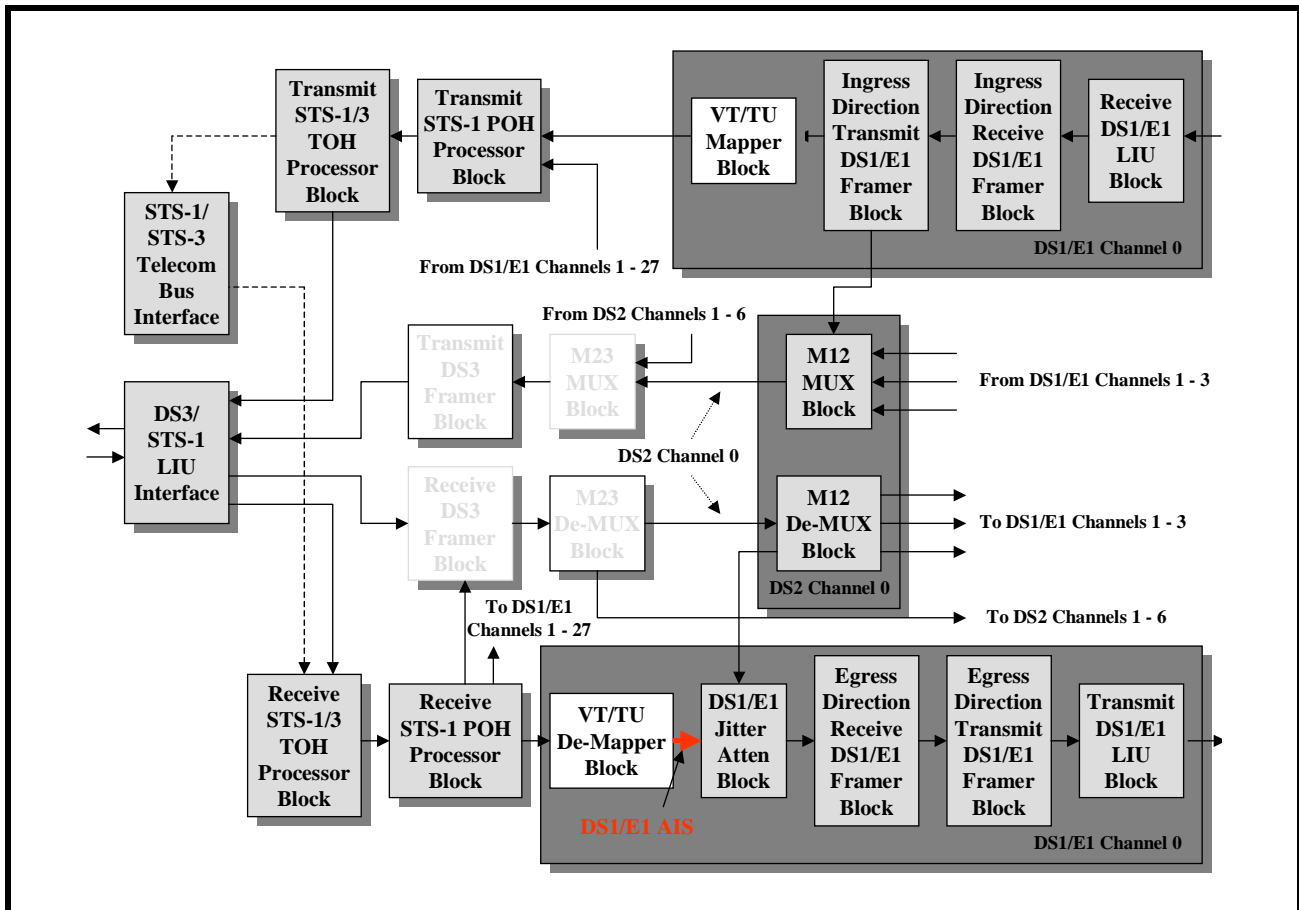 Transmit
STS-1/3
TOH
Processor
Block
Transmit
STS-1 POH
Processor
Block
VT/TU
Mapper
Block
Ingress
Direction
Transmit
DS1/E1
Framer
Block
Ingress
Direction
Receive
DS1/E1
Framer
Block
Receive
DS1/E1
LIU
Block
DS1/E1 Channel 0
STS-1/
STS-3
Telecom
Bus
Interface
From DS1/E1 Channels 1 - 27
From DS2 Channels 1 - 6
Transmit
DS3
Framer
Block
M23
MUX
Block
M12
MUX
Block
From DS1/E1 Channels 1 - 3
DS3/
STS-1
LIU
Interface
DS2 Channel 0
Receive
DS3
Framer
Block
M23
De-MUX
Block
M12
De-MUX
Block
To DS1/E1 Channels 1 - 3
DS2 Channel 0
To DS1/E1
Channels 1 - 27
To DS2 Channels 1 - 6
Receive
STS-1/3
TOH
Processor
Block
Receive
STS-1 POH
Processor
Block
VT/TU
De-Mapper
Block
DS1/E1
Jitter
Atten
Block
Egress
Direction
Receive
DS1/E1
Framer
Block
Egress
Direction
Transmit
DS1/E1
Framer
Block
Transmit
DS1/E1
LIU
Block
DS1/E1 AIS
DS1/E1 Channel 0